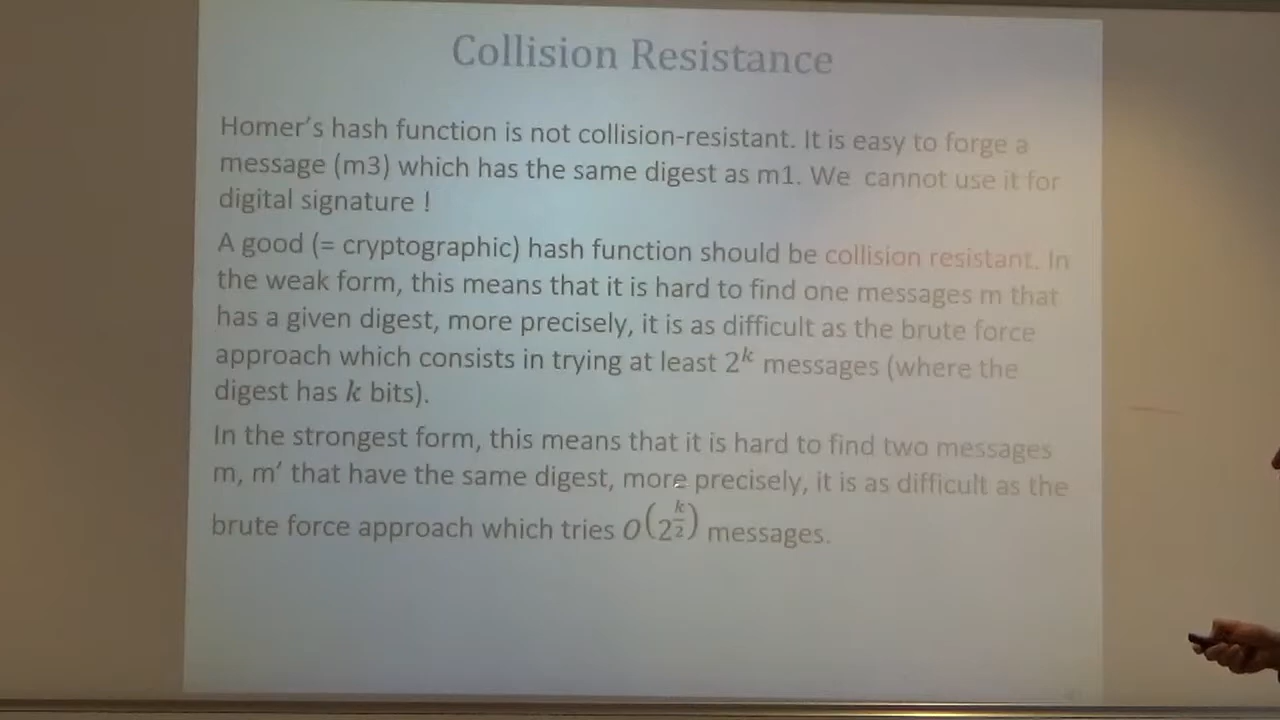 Collision Resistance
Homer's hash function is not collision-resistant. It is easy to forge a
message (m3) which has the same digest as m1. We cannot use it for
digital signature !
A good (= cryptographic) hash function should be collision resistant. In
the weak form, this means that it is hard to find one messages m that
has a given digest, more precisely, it is as difficult as the brute force
approach which consists in trying at least 2^k messages (where the
digest has k bits).
In the strongest form, this means that it is hard to find two messages
m, m′ that have the same digest, more precisely, it is as difficult as the
brute force approach which tries O(2^(k/2)) messages.